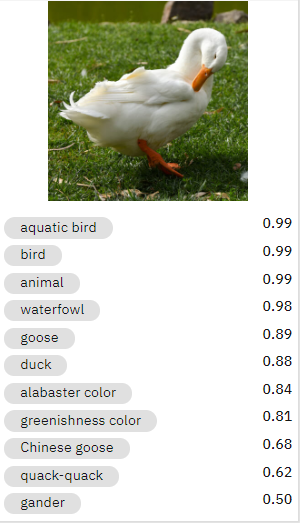 aquatic bird 0.99
bird 0.99
animal 0.99
waterfowl 0.98
goose 0.89
duck 0.88
alabaster color 0.84
greenishness color 0.81
Chinese goose 0.68
quack-quack 0.62
gander 0.50